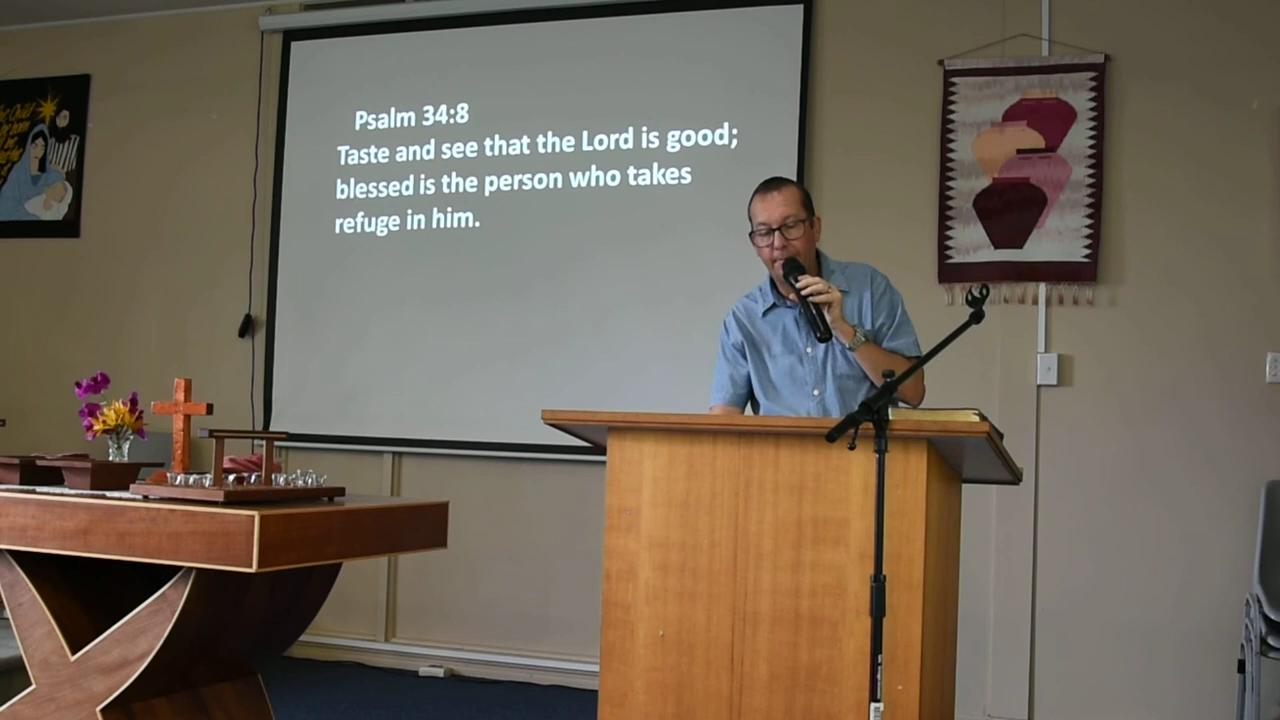 Psalm 34:8
Taste and see that the Lord is good;
blessed is the person who takes
refuge in him.